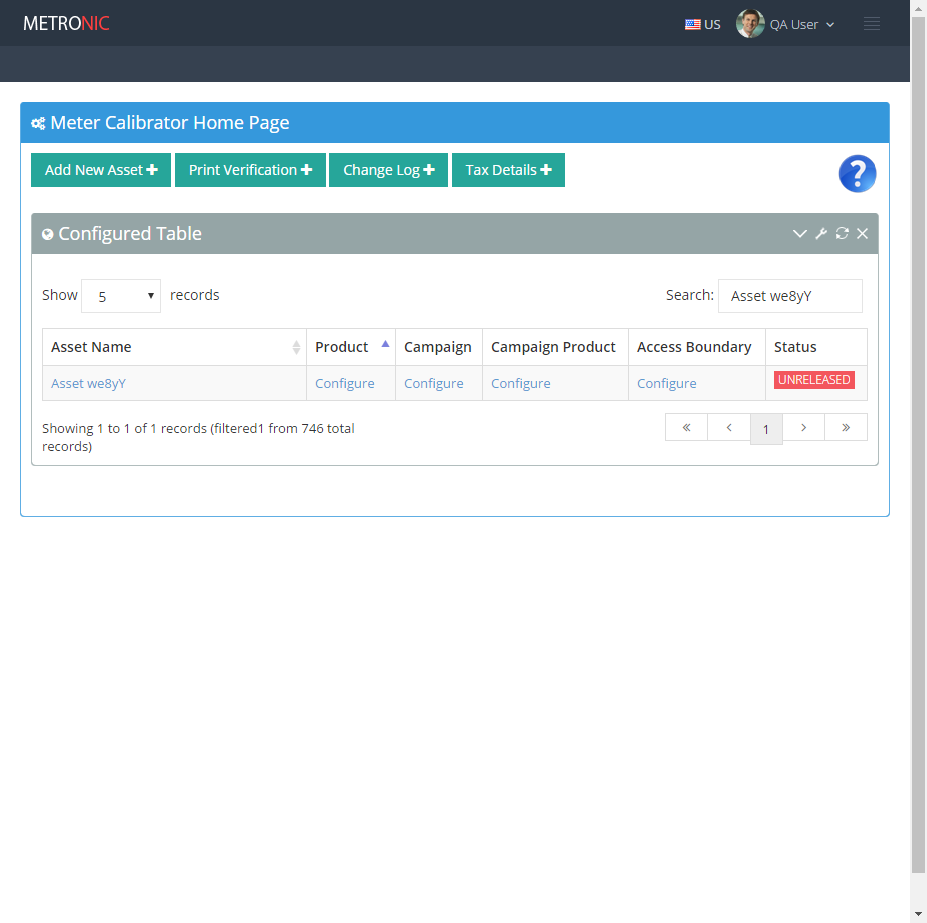 METRONIC
US QA User
Meter Calibrator Home Page
Add New Asset Print Verification Change Log Tax Details ?
Configured Table
Show 5 records Search: Asset we8yY
Asset Name Product Campaign Campaign Product Access Boundary Status
Asset we8yY Configure Configure Configure Configure UNRELEASED
Showing 1 to 1 of 1 records (filtered1 from 746 total
records)
« ‹ 1 › »